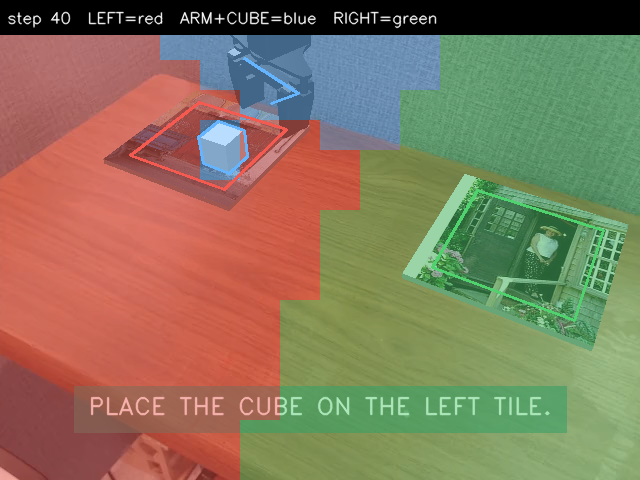 step 40 LEFT=red ARM+CUBE=blue RIGHT=green
PLACE THE CUBE ON THE LEFT TILE.